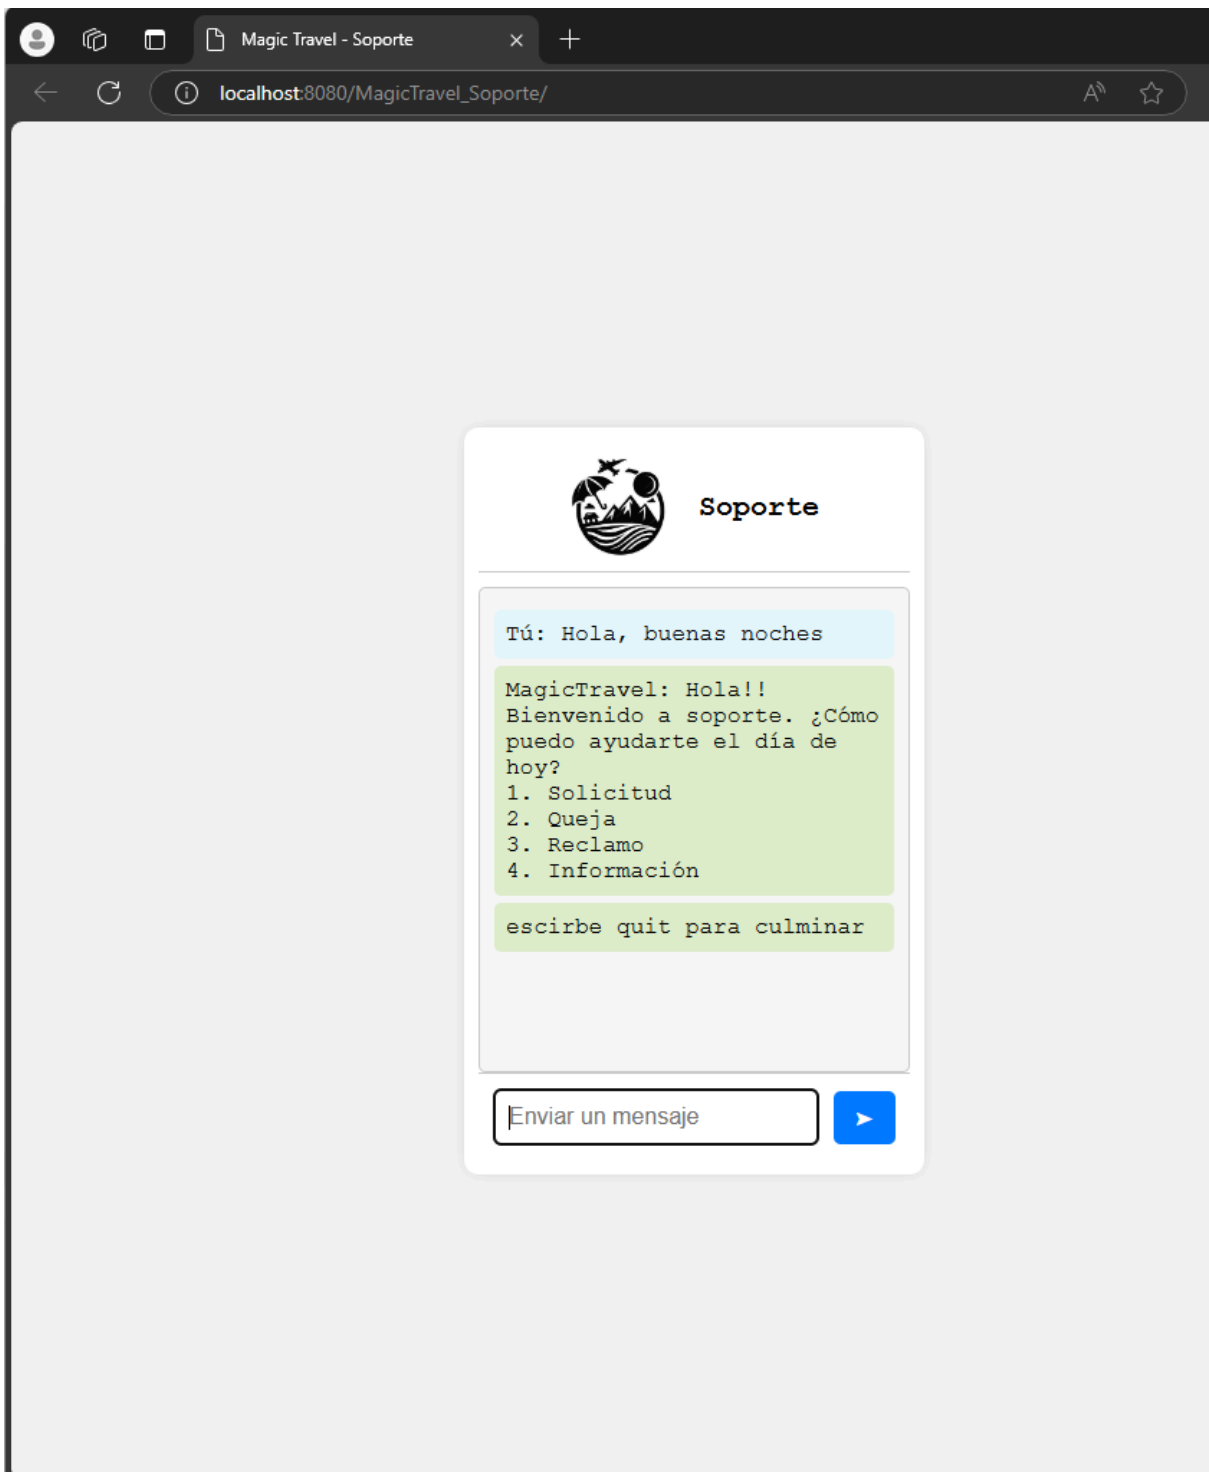 Magic Travel - Soporte
localhost:8080/MagicTravel_Soporte/
Soporte
Tú: Hola, buenas noches
MagicTravel: Hola!!
Bienvenido a soporte. ¿Cómo
puedo ayudarte el día de
hoy?
1. Solicitud
2. Queja
3. Reclamo
4. Información
escirbe quit para culminar
Enviar un mensaje